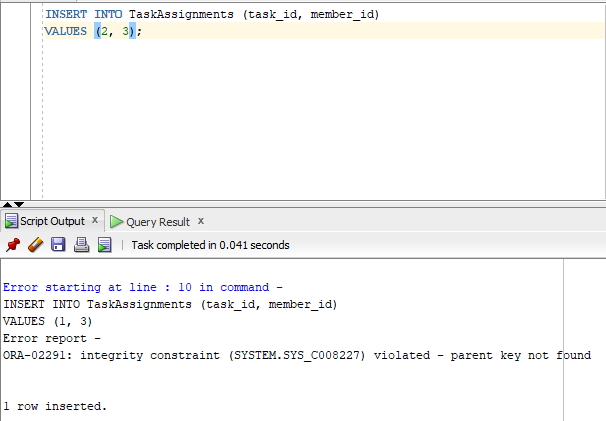 INSERT INTO TaskAssignments (task_id, member_id)
VALUES (2, 3);
Script Output x Query Result x
Task completed in 0.041 seconds
Error starting at line : 10 in command -
INSERT INTO TaskAssignments (task_id, member_id)
VALUES (1, 3)
Error report -
ORA-02291: integrity constraint (SYSTEM.SYS_C008227) violated - parent key not found
1 row inserted.